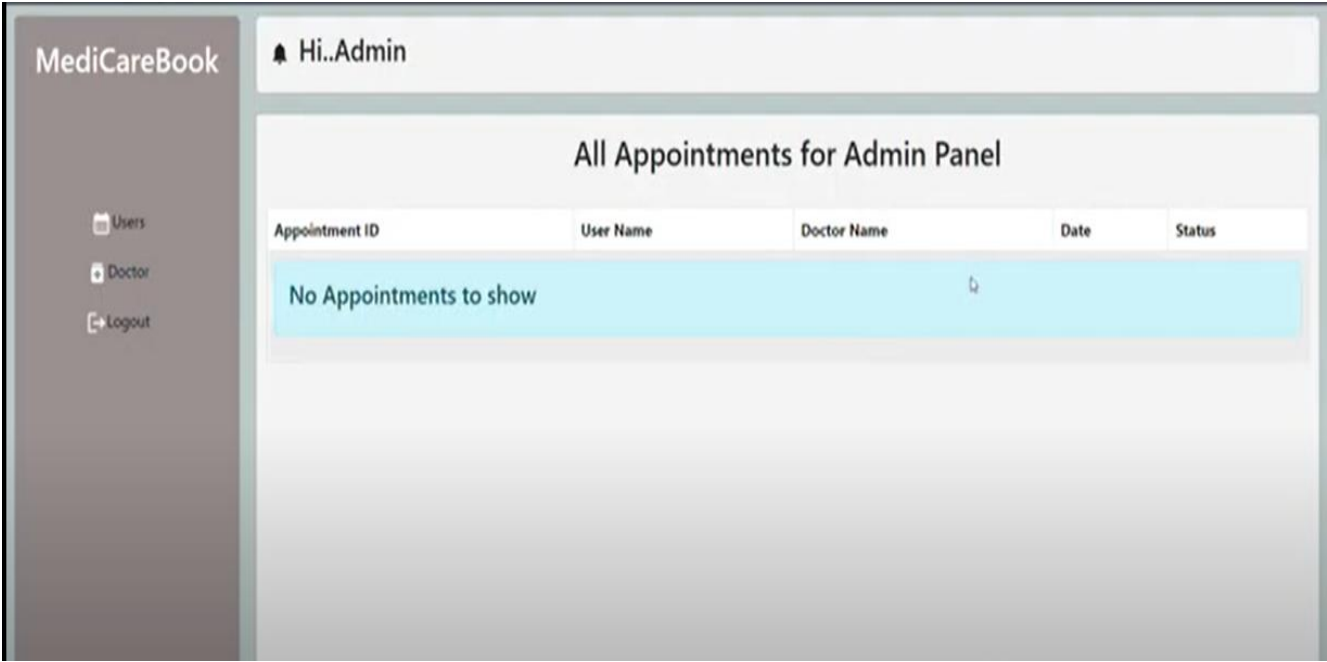 MediCareBook
Users
Doctor
Logout
Hi..Admin
All Appointments for Admin Panel
Appointment ID User Name Doctor Name Date Status
No Appointments to show